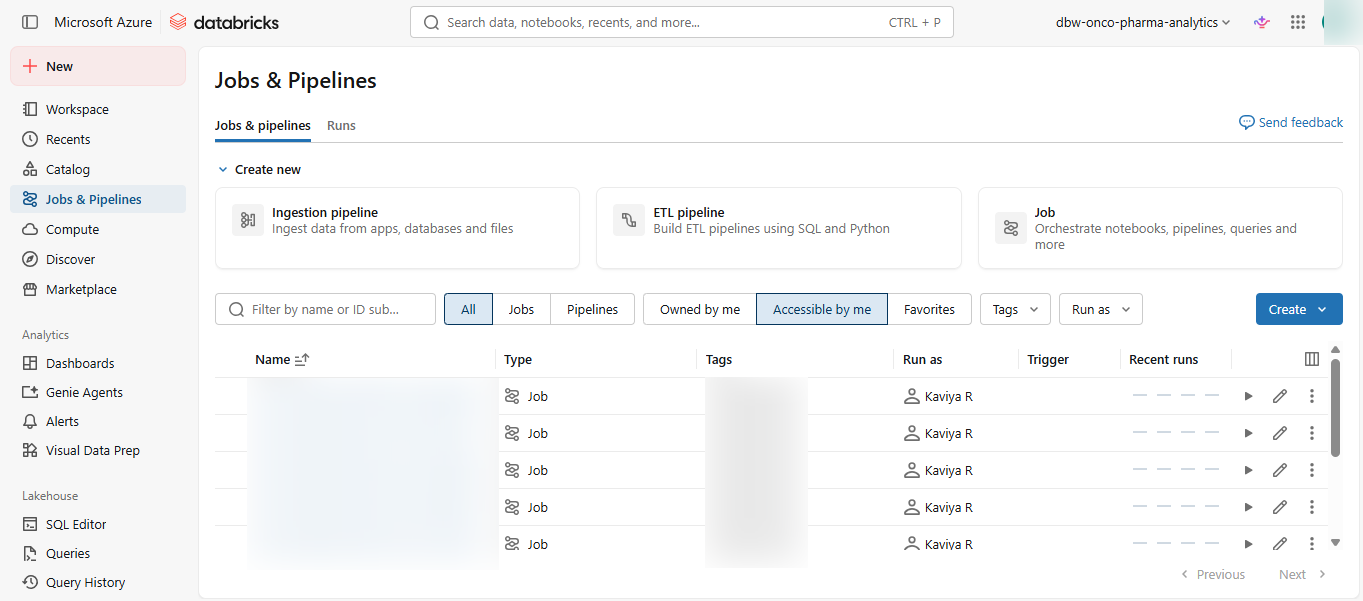 Microsoft Azure databricks Search data, notebooks, recents, and more... CTRL + P dbw-onco-pharma-analytics
New
Workspace
Recents
Catalog
Jobs & Pipelines
Compute
Discover
Marketplace
Analytics
Dashboards
Genie Agents
Alerts
Visual Data Prep
Lakehouse
SQL Editor
Queries
Query History
Jobs & Pipelines
Jobs & pipelines Runs Send feedback
Create new
Ingestion pipeline
Ingest data from apps, databases and files
ETL pipeline
Build ETL pipelines using SQL and Python
Job
Orchestrate notebooks, pipelines, queries and
more
Filter by name or ID sub... All Jobs Pipelines Owned by me Accessible by me Favorites Tags Run as Create
Name Type Tags Run as Trigger Recent runs
Job Kaviya R
Job Kaviya R
Job Kaviya R
Job Kaviya R
Job Kaviya R
Previous Next